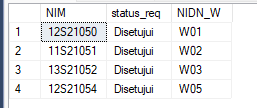 NIM status_req NIDN_W
1 12S21050 Disetujui W01
2 11S21051 Disetujui W02
3 13S21052 Disetujui W03
4 12S21054 Disetujui W05